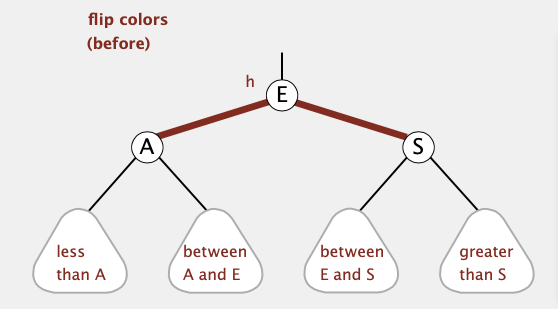 flip colors
(before)
h
E
A
S
less
than A
between
A and E
between
E and S
greater
than S